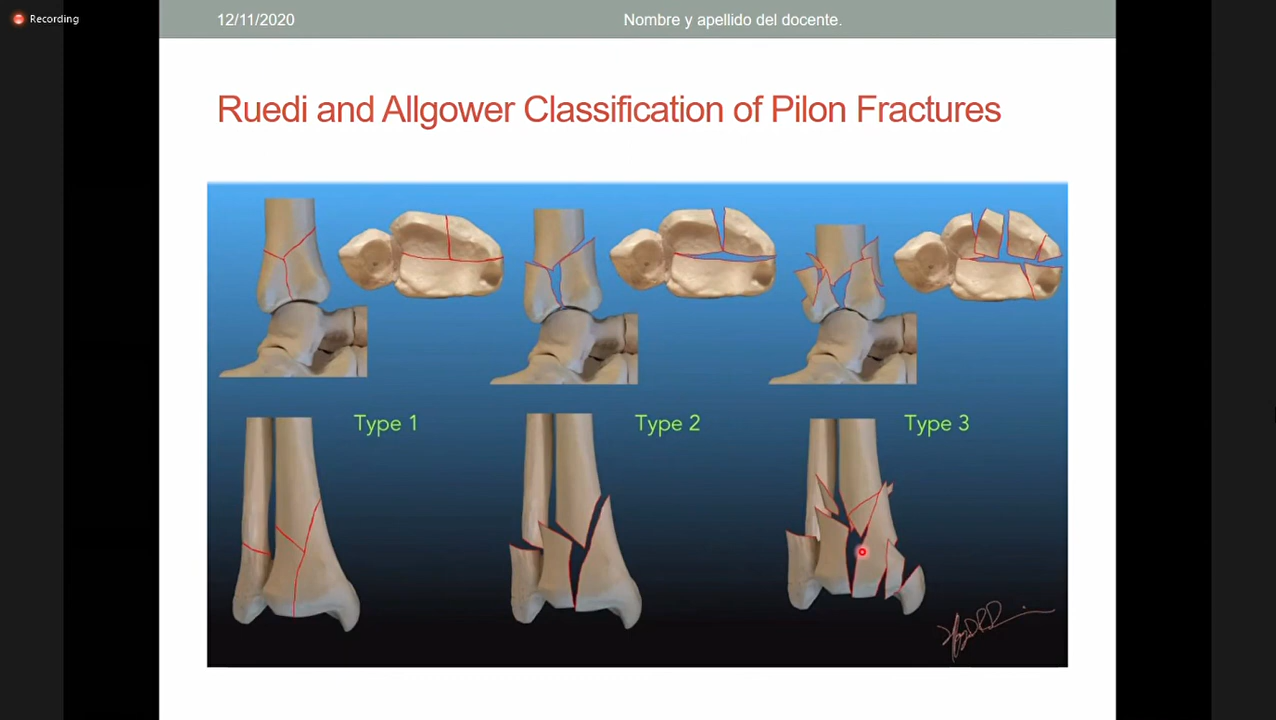 Recording
12/11/2020
Nombre y apellido del docente.
Ruedi and Allgower Classification of Pilon Fractures
Type 1
Type 2
Type 3